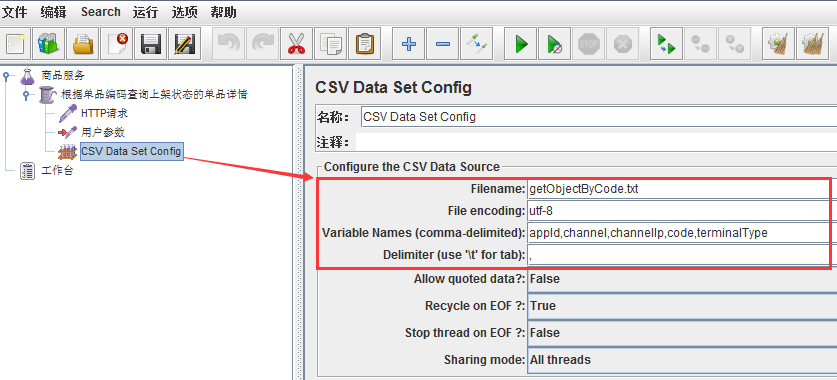 文件 编辑 Search 运行 选项 帮助
STOP
商品服务
根据单品编码查询上架状态的单品详情
HTTP请求
用户参数
CSV Data Set Config
工作台
CSV Data Set Config
名称: CSV Data Set Config
注释:
Configure the CSV Data Source
Filename: getObjectByCode.txt
File encoding: utf-8
Variable Names (comma-delimited): appId,channel,channelIp,code,terminalType
Delimiter (use '\t' for tab): ,
Allow quoted data?: False
Recycle on EOF ?: True
Stop thread on EOF ?: False
Sharing mode: All threads